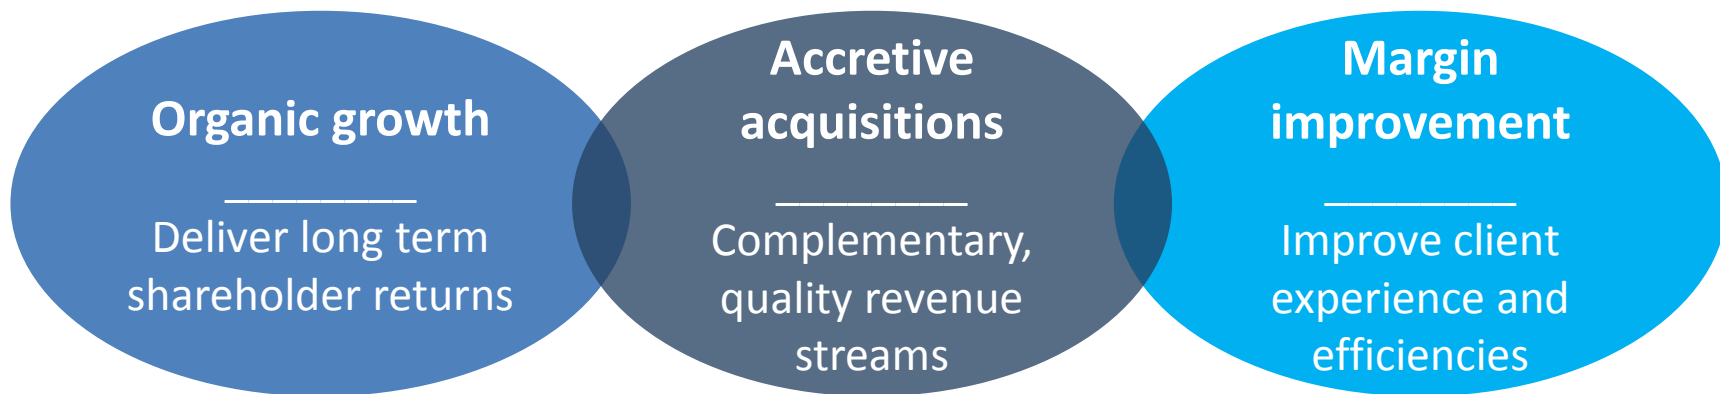 Organic growth
________
Deliver long term
shareholder returns
Accretive
acquisitions
________
Complementary,
quality revenue
streams
Margin
improvement
________
Improve client
experience and
efficiencies